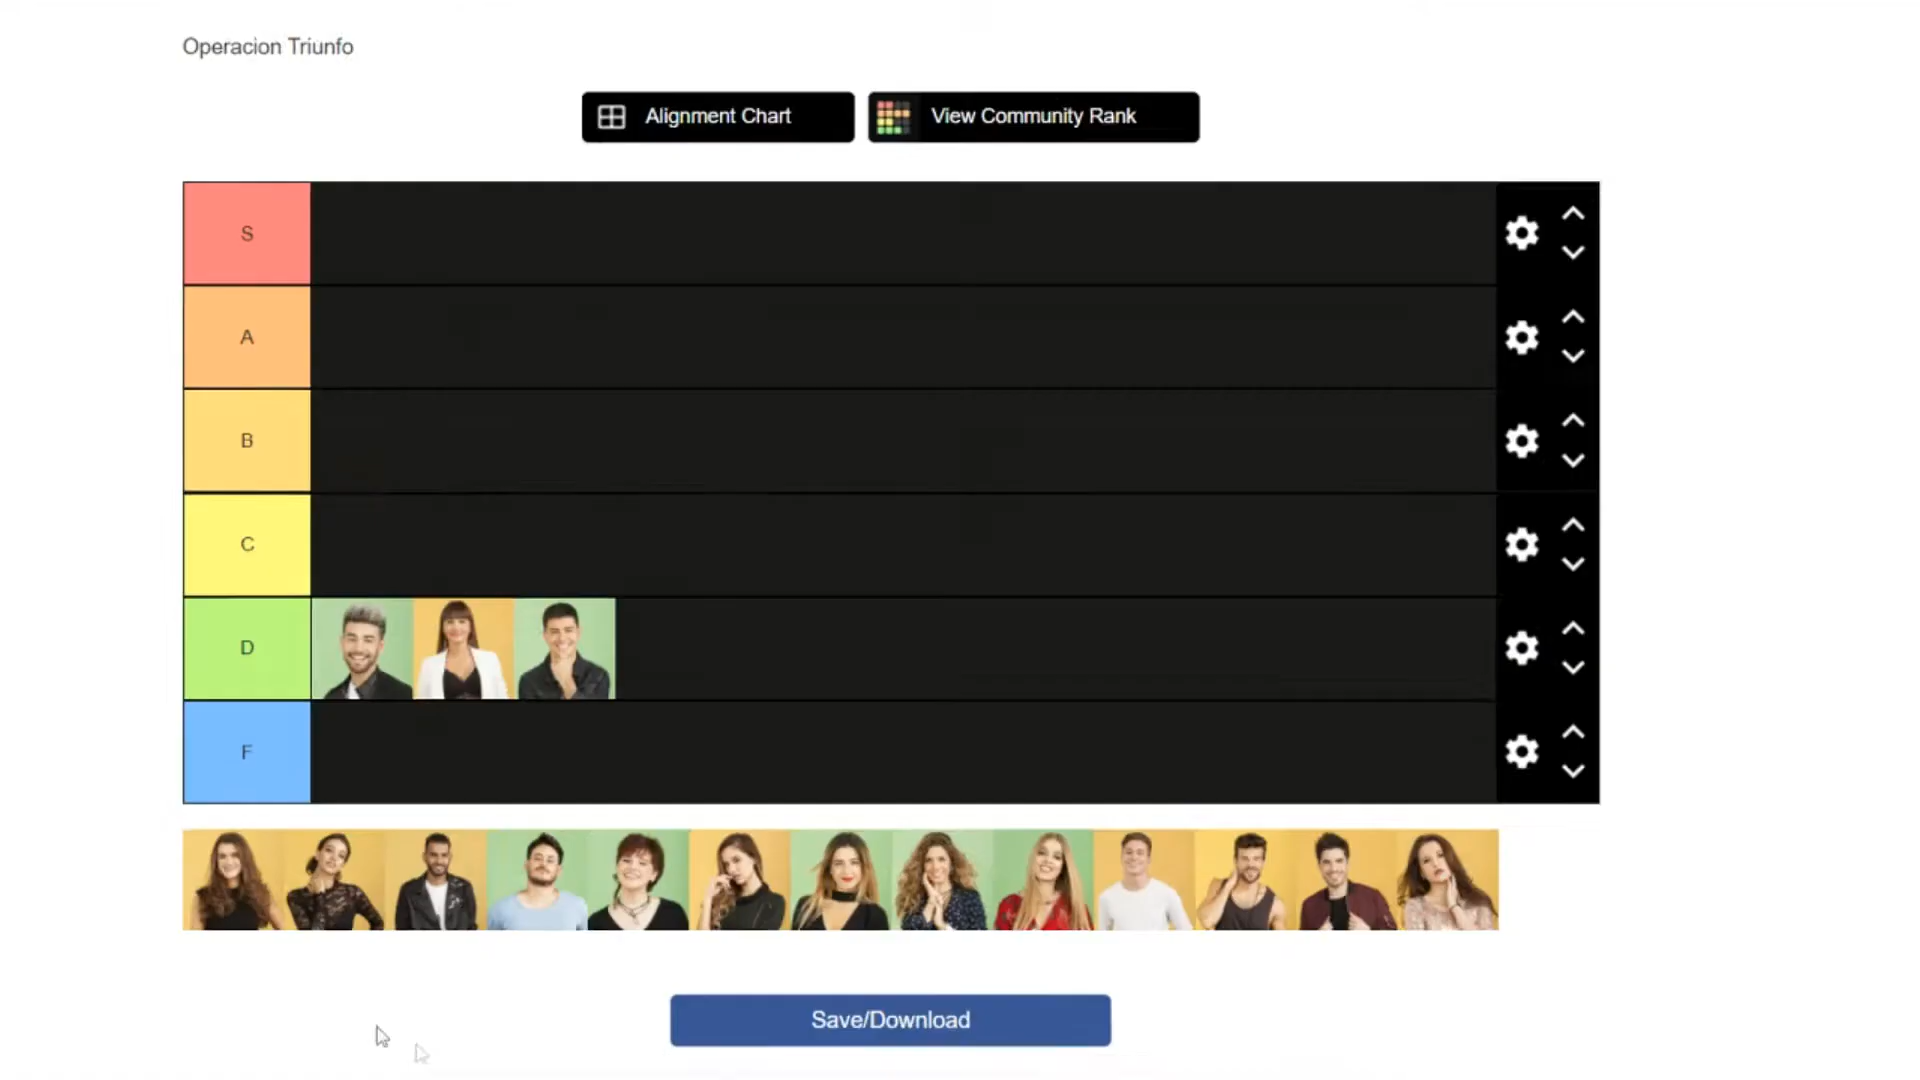 Operacion Triunfo
Alignment Chart
View Community Rank
S
A
B
C
D
F
Save/Download